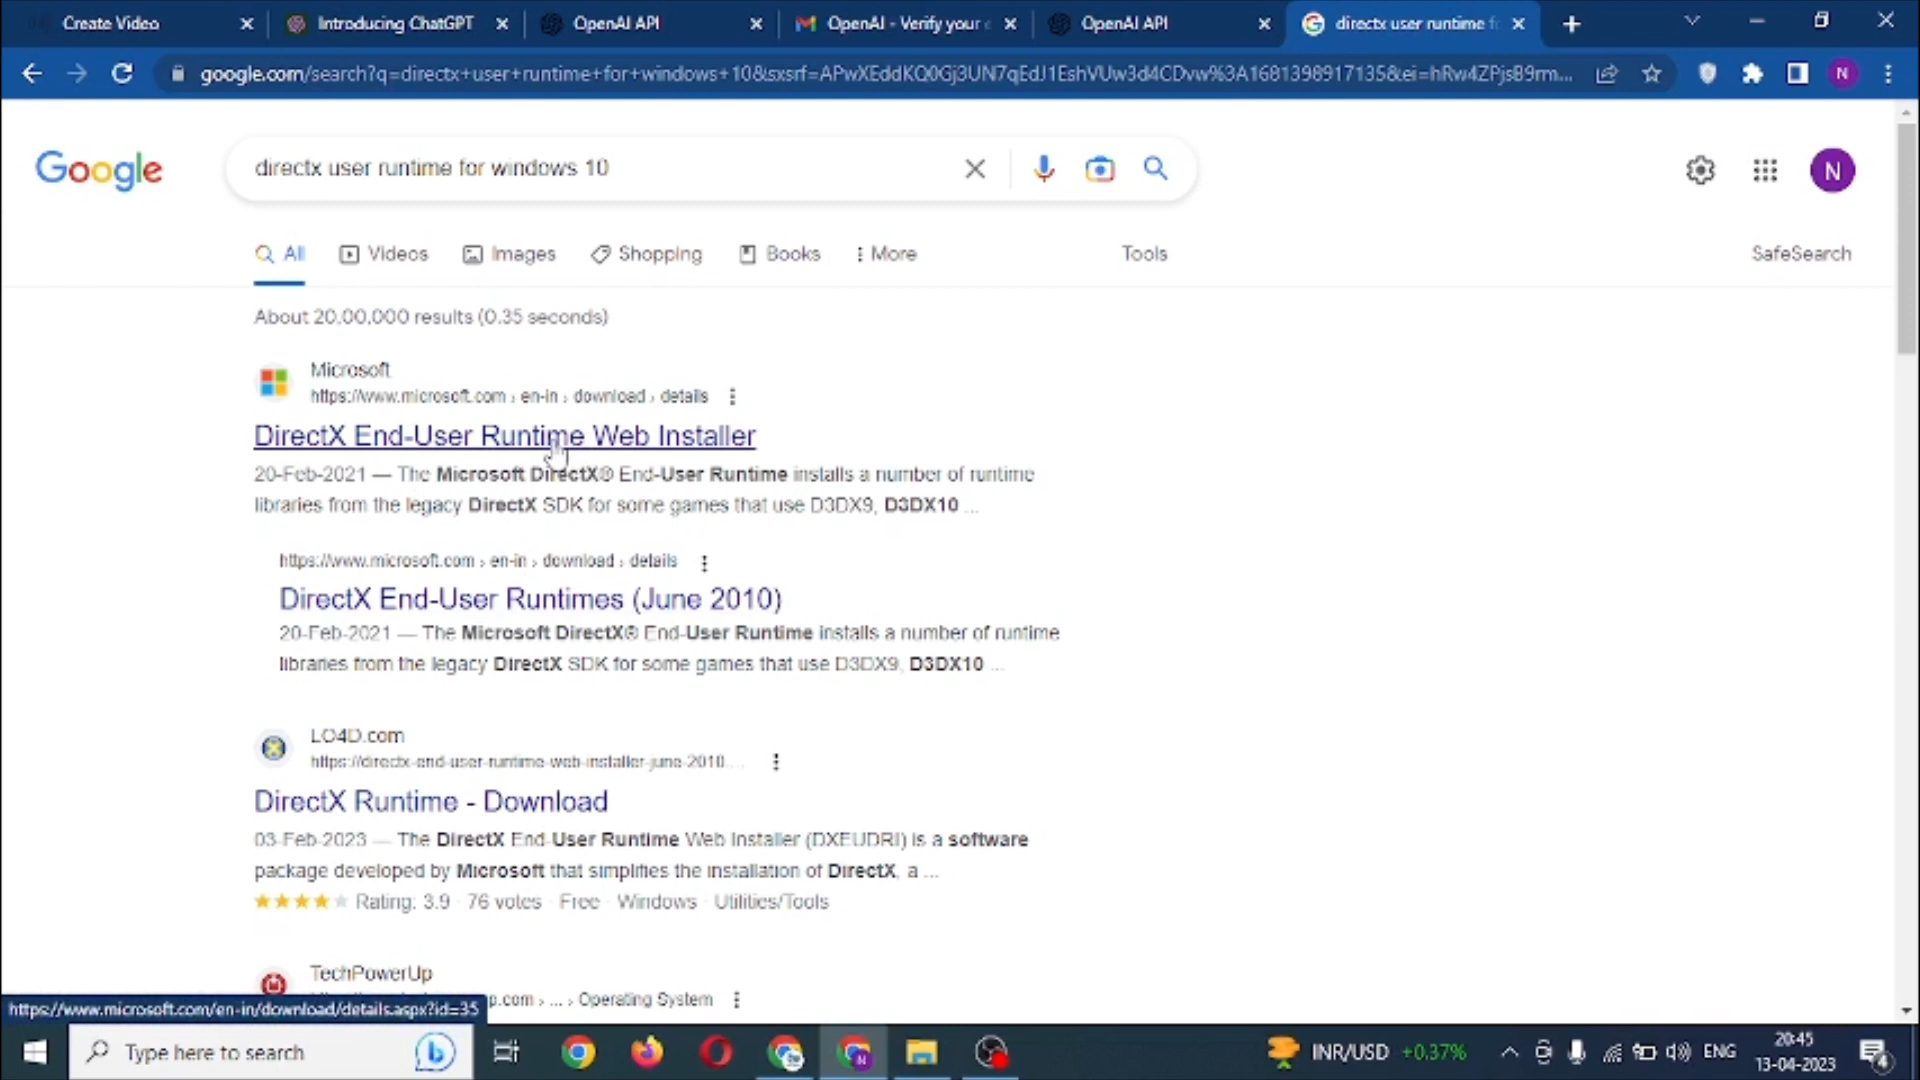 Create Video
Introducing ChatGPT
OpenAI API
OpenAI - Verify your
OpenAI API
directx user runtime
google.com/search?q=directx+user+runtime+for+windows+10&sxsrf=APwXEddKQ0Gj3UN7qEdJ1EshVUw3d4CDvw%3A1681398917135&ei=hRw4ZPjsB9rm...
N
Google
directx user runtime for windows 10
N
All
Videos
Images
Shopping
Books
More
Tools
SafeSearch
About 20,00,000 results (0.35 seconds)
Microsoft
https://www.microsoft.com › en-in › download › details
DirectX End-User Runtime Web Installer
20-Feb-2021 — The Microsoft DirectX® End-User Runtime installs a number of runtime
libraries from the legacy DirectX SDK for some games that use D3DX9, D3DX10 ...
https://www.microsoft.com › en-in › download › details
DirectX End-User Runtimes (June 2010)
20-Feb-2021 — The Microsoft DirectX® End-User Runtime installs a number of runtime
libraries from the legacy DirectX SDK for some games that use D3DX9, D3DX10 ...
LO4D.com
https://directx-end-user-runtime-web-installer-june-2010....
DirectX Runtime - Download
03-Feb-2023 — The DirectX End-User Runtime Web Installer (DXEUDRI) is a software
package developed by Microsoft that simplifies the installation of DirectX, a ...
Rating: 3.9 · 76 votes · Free · Windows · Utilities/Tools
TechPowerUp
p.com › ... › Operating System
https://www.microsoft.com/en-in/download/details.aspx?id=35
Type here to search
INR/USD +0.37%
ENG
20:45
13-04-2023
4